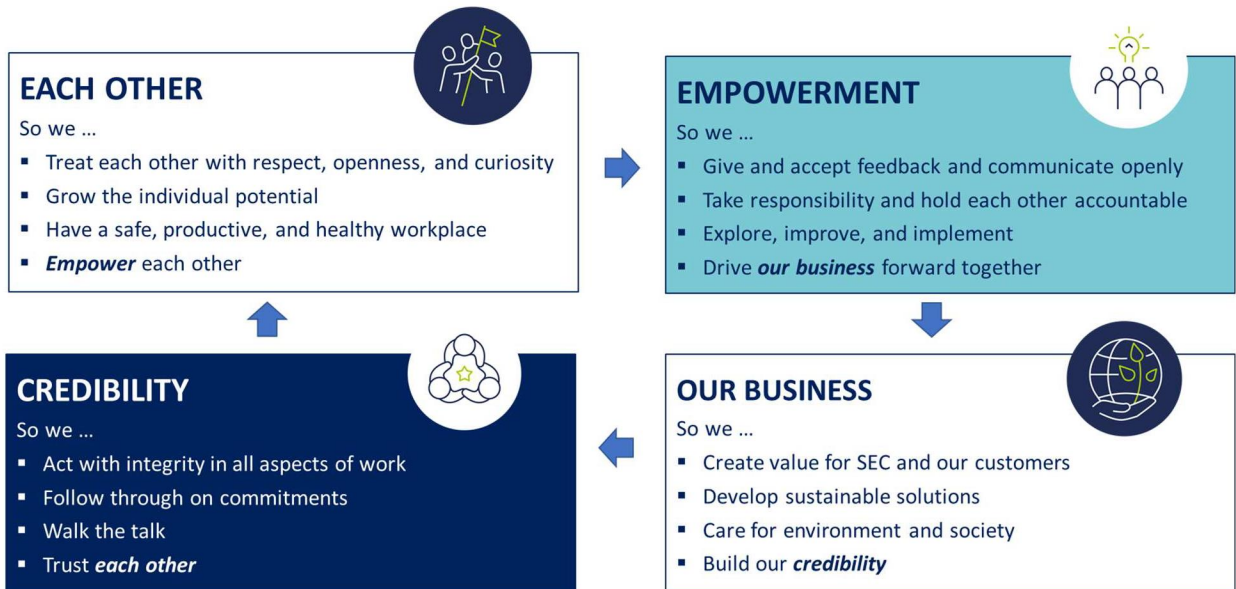 EACH OTHER
So we ...
▪ Treat each other with respect, openness, and curiosity
▪ Grow the individual potential
▪ Have a safe, productive, and healthy workplace
▪ Empower each other
EMPOWERMENT
So we ...
▪ Give and accept feedback and communicate openly
▪ Take responsibility and hold each other accountable
▪ Explore, improve, and implement
▪ Drive our business forward together
CREDIBILITY
So we ...
▪ Act with integrity in all aspects of work
▪ Follow through on commitments
▪ Walk the talk
▪ Trust each other
OUR BUSINESS
So we ...
▪ Create value for SEC and our customers
▪ Develop sustainable solutions
▪ Care for environment and society
▪ Build our credibility